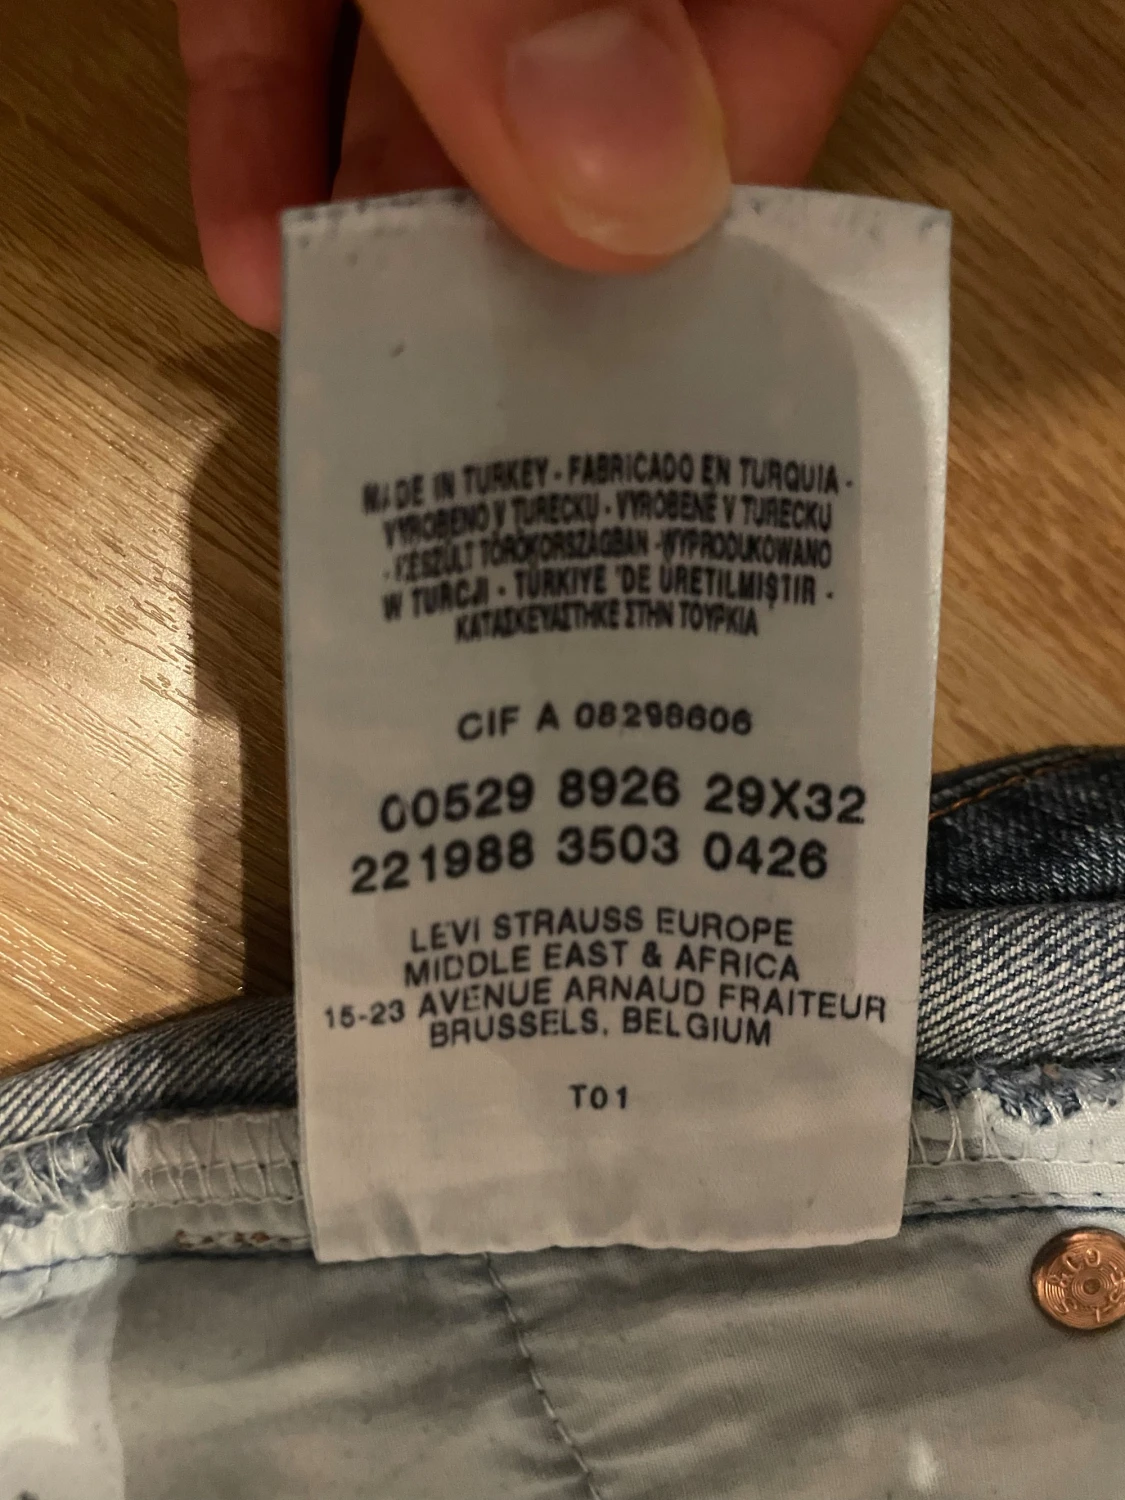 MADE IN TURKEY - FABRICADO EN TURQUIA -
VYROBENO V TURECKU - VYROBENÉ V TURECKU
- KÉSZÜLT TÖRÖKORSZÁGBAN - WYPRODUKOWANO
W TURCJI - TÜRKIYE 'DE ÜRETILMIŞTIR -
ΚΑΤΑΣΚΕΥΑΣΤΗΚΕ ΣΤΗΝ ΤΟΥΡΚΙΑ
CIF A 08298606
00529 8926 29X32
221988 3503 0426
LEVI STRAUSS EUROPE
MIDDLE EAST & AFRICA
15-23 AVENUE ARNAUD FRAITEUR
BRUSSELS, BELGIUM
T01